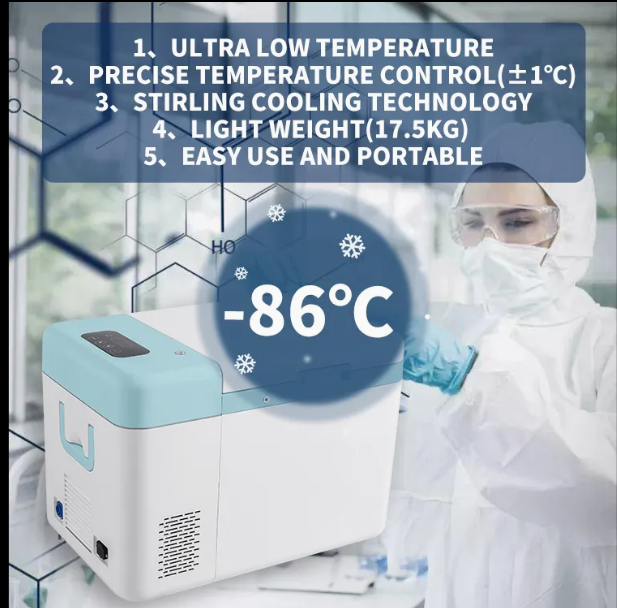 1、ULTRA LOW TEMPERATURE
2、PRECISE TEMPERATURE CONTROL(±1℃)
3、STIRLING COOLING TECHNOLOGY
4、LIGHT WEIGHT(17.5KG)
5、EASY USE AND PORTABLE
HO
-86℃